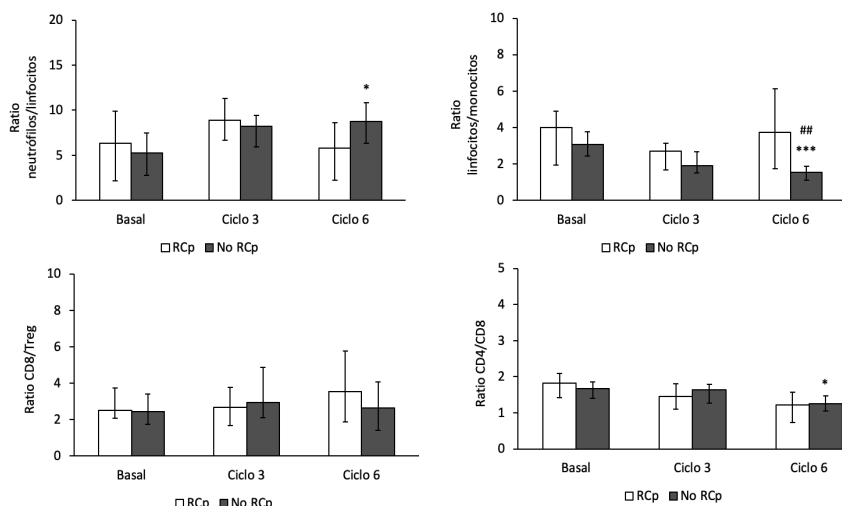 20
15
10
5
0
Ratio
neutrófilos/linfocitos
*
Basal Ciclo 3 Ciclo 6
RCp No RCp
10
8
6
4
2
0
Ratio
linfocitos/monocitos
##
***
Basal Ciclo 3 Ciclo 6
RCp No RCp
10
8
6
4
2
0
Ratio CD8/Treg
Basal Ciclo 3 Ciclo 6
RCp No RCp
5
4
3
2
1
0
Ratio CD4/CD8
*
Basal Ciclo 3 Ciclo 6
RCp No RCp